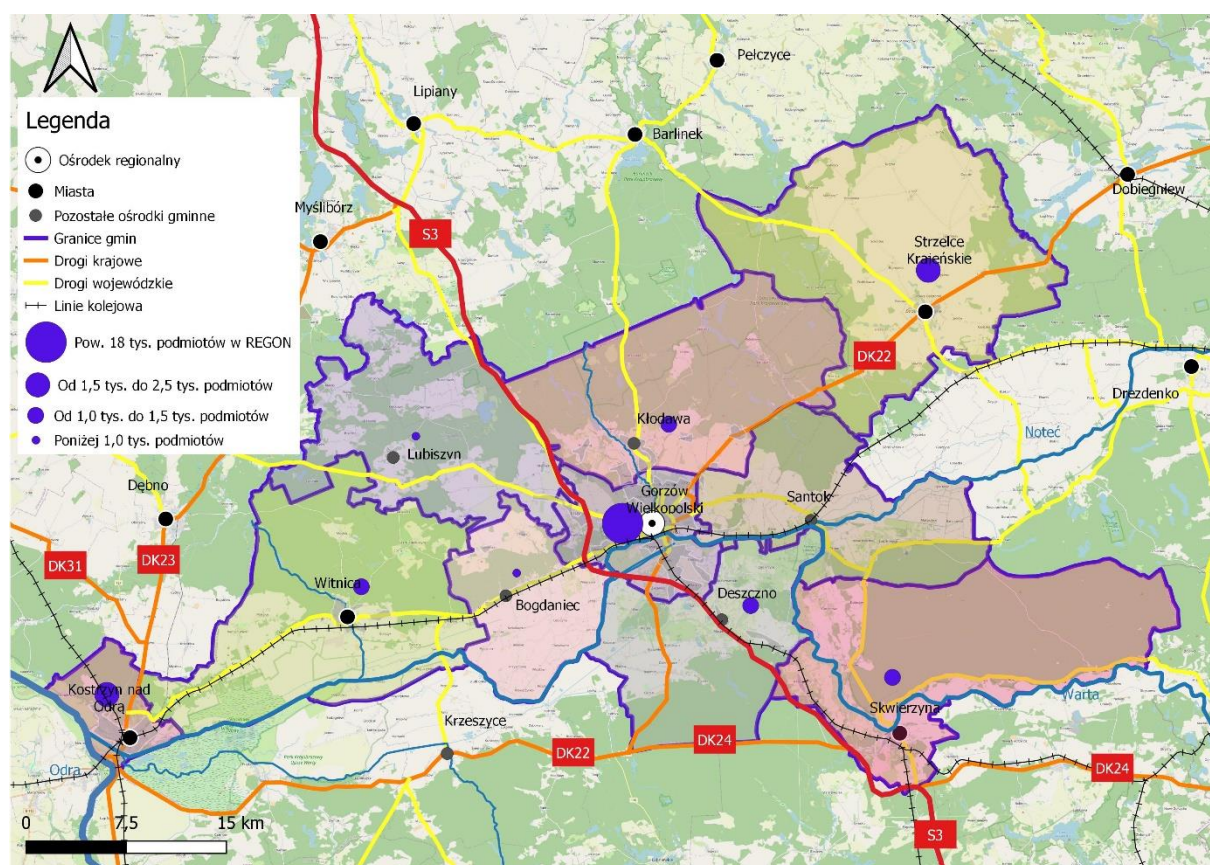 Pełczyce
Lipiany
Legenda
Ośrodek regionalny
Miasta
Pozostałe ośrodki gminne
Granice gmin
Drogi krajowe
Drogi wojewódzkie
Linie kolejowa
Pow. 18 tys. podmiotów w REGON
Od 1,5 tys. do 2,5 tys. podmiotów
Od 1,0 tys. do 1,5 tys. podmiotów
Poniżej 1,0 tys. podmiotów
Barlinek
Dobiegniew
Myślibórz
S3
Strzelce
Krajeńskie
DK22
Drezdenko
Kłodawa
Noteć
Lubiszyn
Dębno
Gorzów
Wielkopolski
Santok
DK31
DK23
Witnica
Bogdaniec
Deszczno
Kostrzyn nad
Odrą
Skwierzyna
Warta
Krzeszyce
DK22
DK24
DK24
Odra
0 7,5 15 km
S3